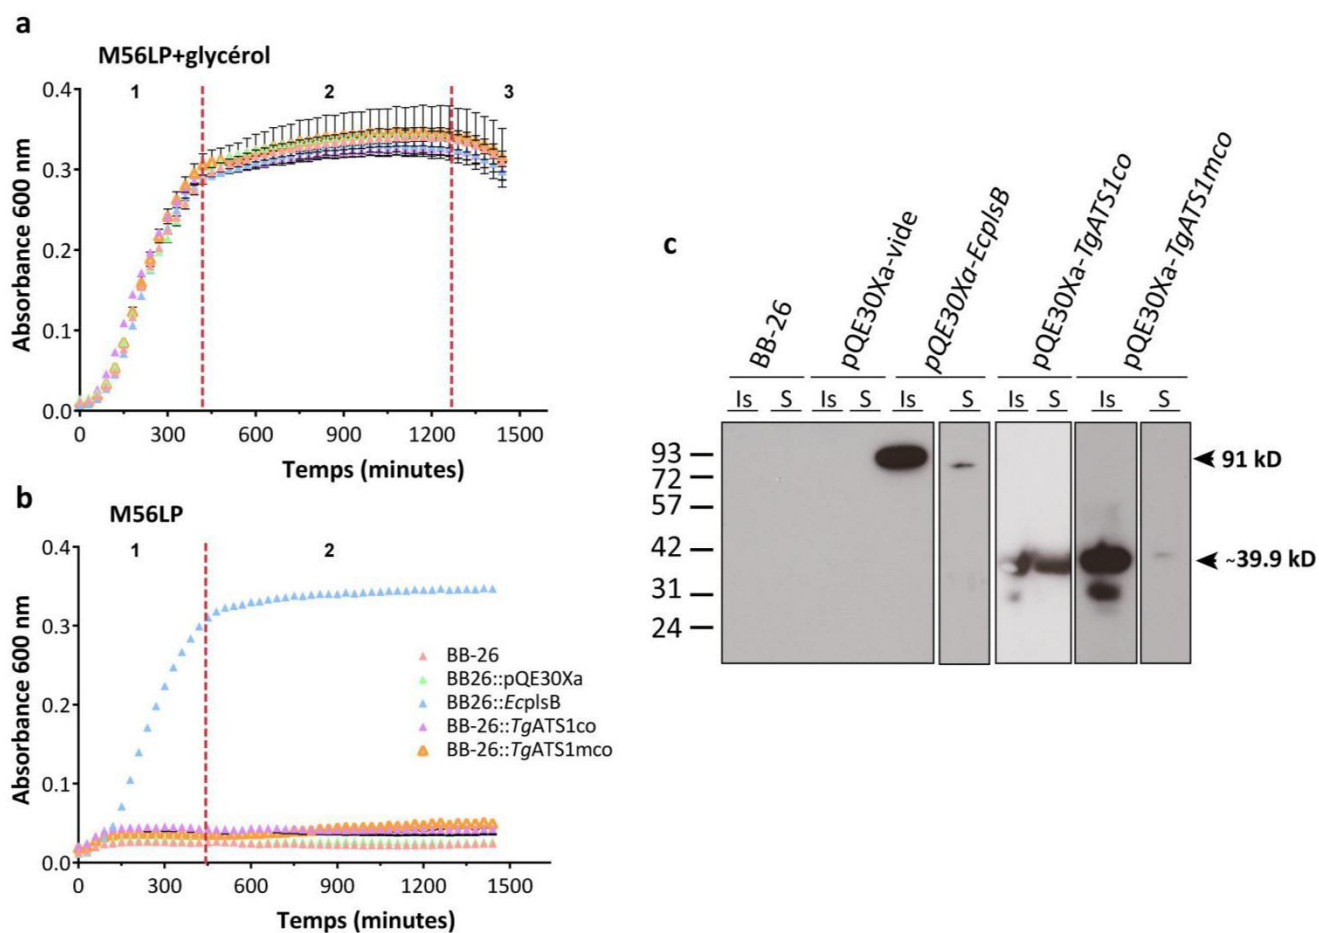 a
M56LP+glycérol
1 2 3
0.4
0.3
0.2
0.1
0.0
Absorbance 600 nm
0 300 600 900 1200 1500
Temps (minutes)
b
M56LP
1 2
0.4
0.3
0.2
0.1
0.0
Absorbance 600 nm
BB-26
BB26::pQE30Xa
BB26::EcplsB
BB-26::TgATS1co
BB-26::TgATS1mco
0 300 600 900 1200 1500
Temps (minutes)
c
BB-26
pQE30Xa-vide
pQE30Xa-EcplsB
pQE30Xa-TgATS1co
pQE30Xa-TgATS1mco
Is S Is S Is S Is S Is S
93
72
57
42
31
24
91 kD
~39.9 kD